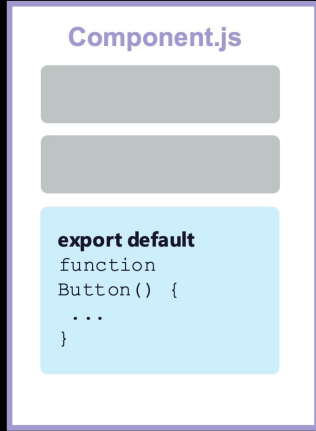 Component.js
export default
function
Button() {
...
}